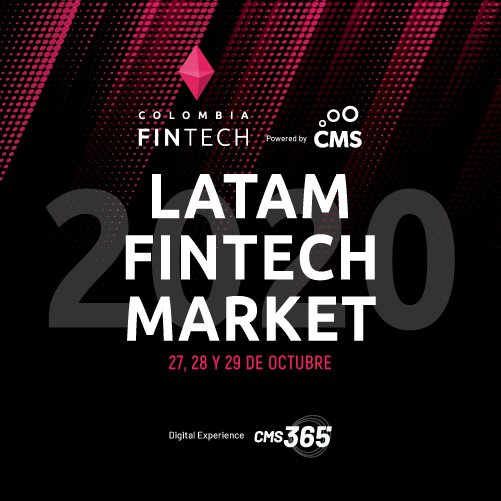 COLOMBIA
FINTECH
Powered by CMS
2020
LATAM
FINTECH
MARKET
27, 28 Y 29 DE OCTUBRE
Digital Experience CMS365